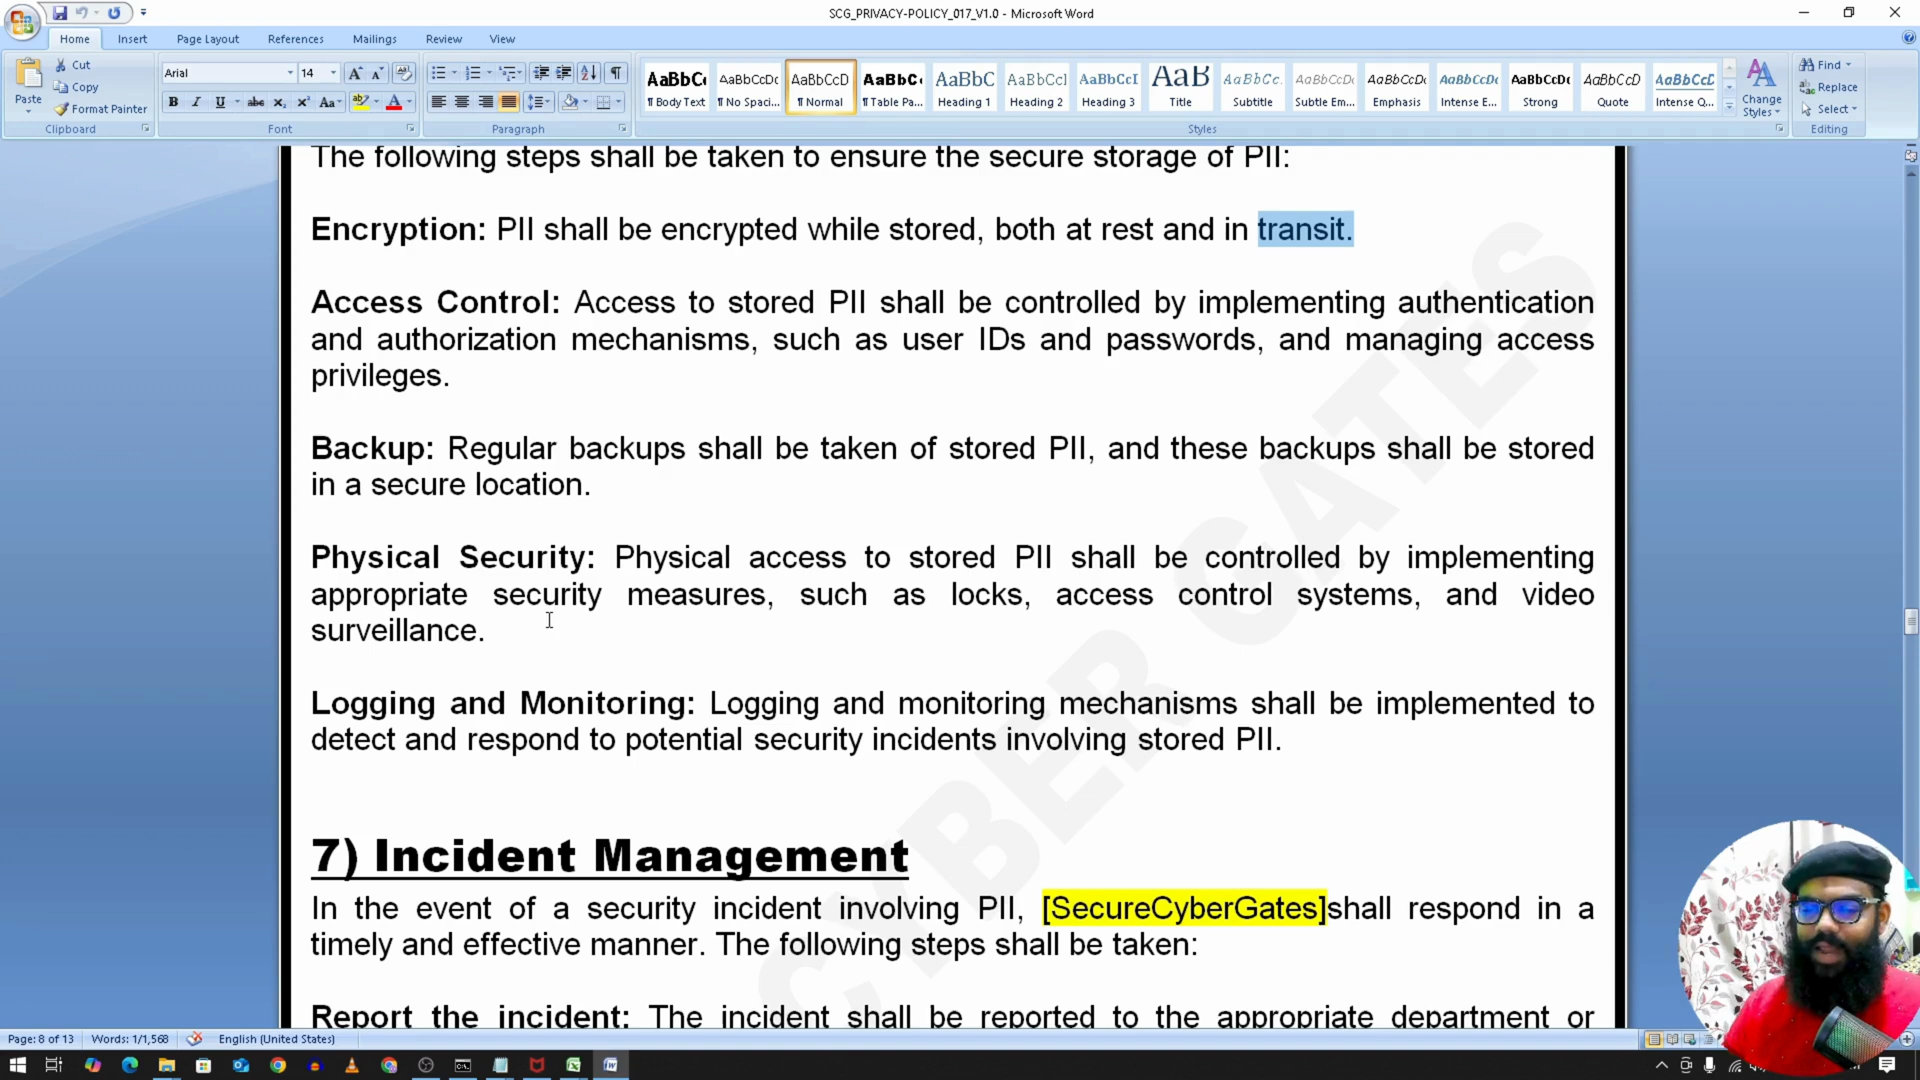 SCG_PRIVACY-POLICY_017_V1.0 - Microsoft Word
Home Insert Page Layout References Mailings Review View
Paste
Cut
Copy
Format Painter
Clipboard
Arial 14
Font
Paragraph
AaBbC AaBbCcD AaBbCcD AaBbC AaBbC AaBbCcI AaBbCcI AaB AaBbCc. AaBbCcD AaBbCcD AaBbCcD AaBbCcD AaBbCcD AaBbCcD
¶ Body Text ¶ No Spaci... ¶ Normal ¶ Table Pa... Heading 1 Heading 2 Heading 3 Title Subtitle Subtle Em... Emphasis Intense E... Strong Quote Intense Q...
Styles
Change
Styles
Find
Replace
Select
Editing
The following steps shall be taken to ensure the secure storage of PII:
Encryption: PII shall be encrypted while stored, both at rest and in transit.
Access Control: Access to stored PII shall be controlled by implementing authentication
and authorization mechanisms, such as user IDs and passwords, and managing access
privileges.
Backup: Regular backups shall be taken of stored PII, and these backups shall be stored
in a secure location.
Physical Security: Physical access to stored PII shall be controlled by implementing
appropriate security measures, such as locks, access control systems, and video
surveillance.
Logging and Monitoring: Logging and monitoring mechanisms shall be implemented to
detect and respond to potential security incidents involving stored PII.
7) Incident Management
In the event of a security incident involving PII, [SecureCyberGates]shall respond in a
timely and effective manner. The following steps shall be taken:
Report the incident: The incident shall be reported to the appropriate department or
CYBER GATES
Page: 8 of 13 Words: 1/1,568 English (United States)